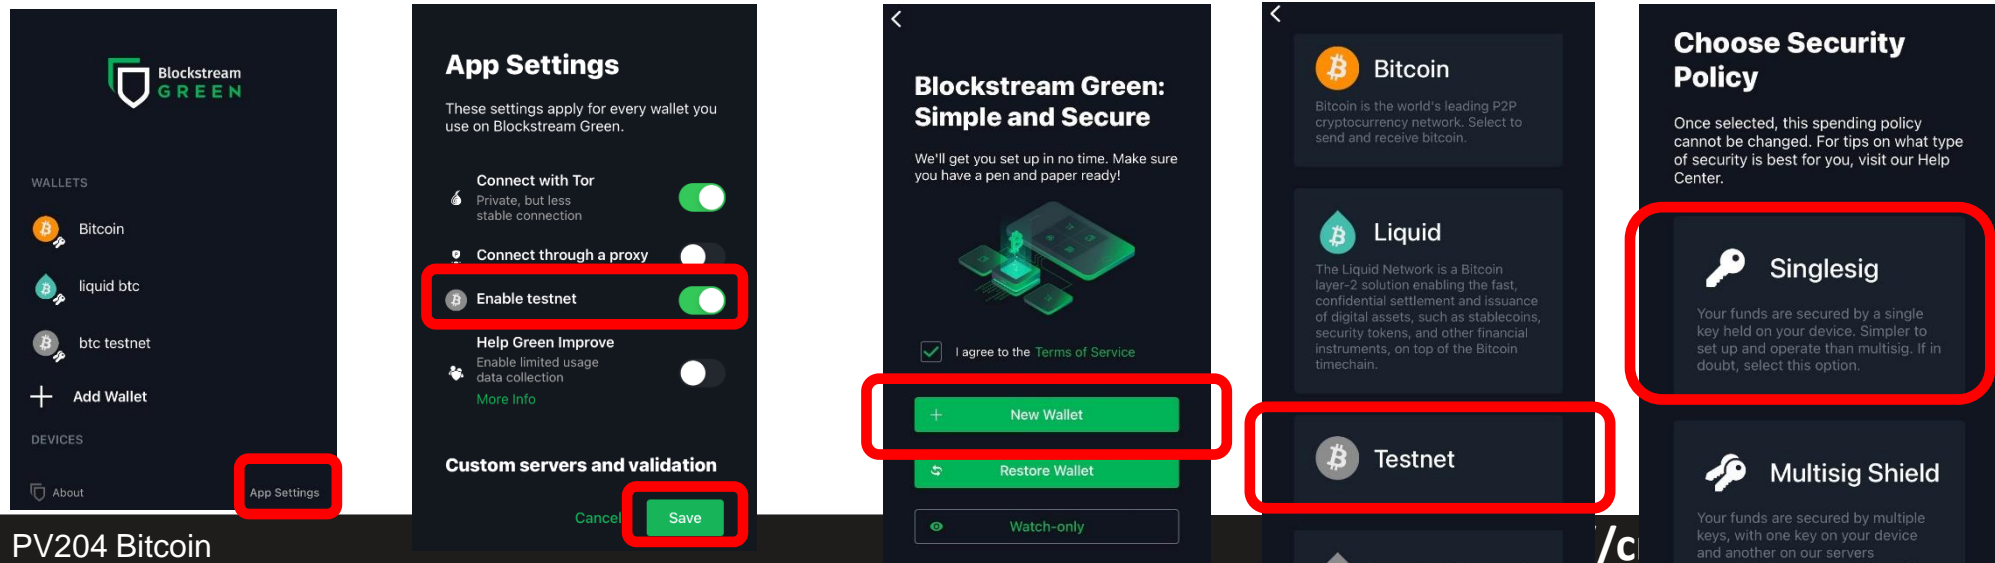 Blockstream
GREEN
WALLETS
Bitcoin
liquid btc
btc testnet
Add Wallet
DEVICES
About
App Settings
App Settings
These settings apply for every wallet you
use on Blockstream Green.
Connect with Tor
Private, but less
stable connection
Connect through a proxy
Enable testnet
Help Green Improve
Enable limited usage
data collection
More Info
Custom servers and validation
Cancel
Save
Blockstream Green:
Simple and Secure
We'll get you set up in no time. Make sure
you have a pen and paper ready!
I agree to the Terms of Service
New Wallet
Restore Wallet
Watch-only
Bitcoin
Bitcoin is the world's leading P2P
cryptocurrency network. Select to
send and receive bitcoin.
Liquid
The Liquid Network is a Bitcoin
layer-2 solution enabling the fast,
confidential settlement and issuance
of digital assets, such as stablecoins,
security tokens, and other financial
instruments, on top of the Bitcoin
timechain.
Testnet
Choose Security
Policy
Once selected, this spending policy
cannot be changed. For tips on what type
of security is best for you, visit our Help
Center.
Singlesig
Your funds are secured by a single
key held on your device. Simpler to
set up and operate than multisig. If in
doubt, select this option.
Multisig Shield
Your funds are secured by multiple
keys, with one key on your device
and another on our servers
PV204 Bitcoin